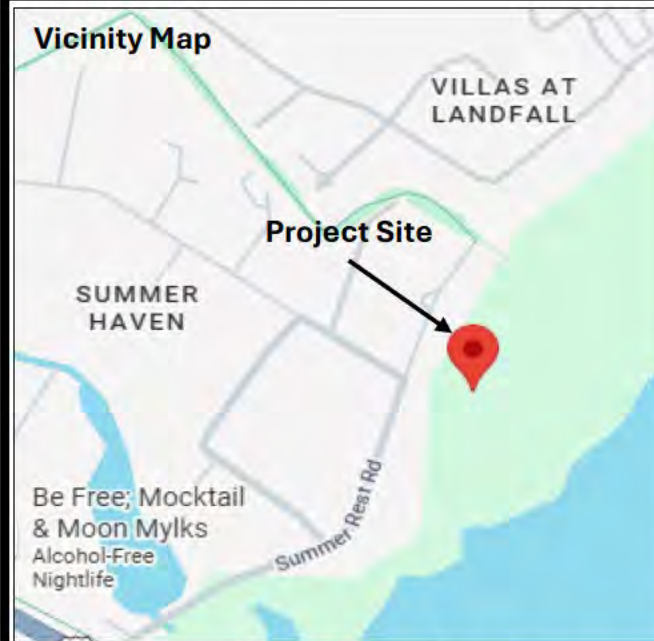 Vicinity Map
VILLAS AT
LANDFALL
Project Site
SUMMER
HAVEN
Be Free; Mocktail
& Moon Mylks
Alcohol-Free
Nightlife
Summer Rest Rd